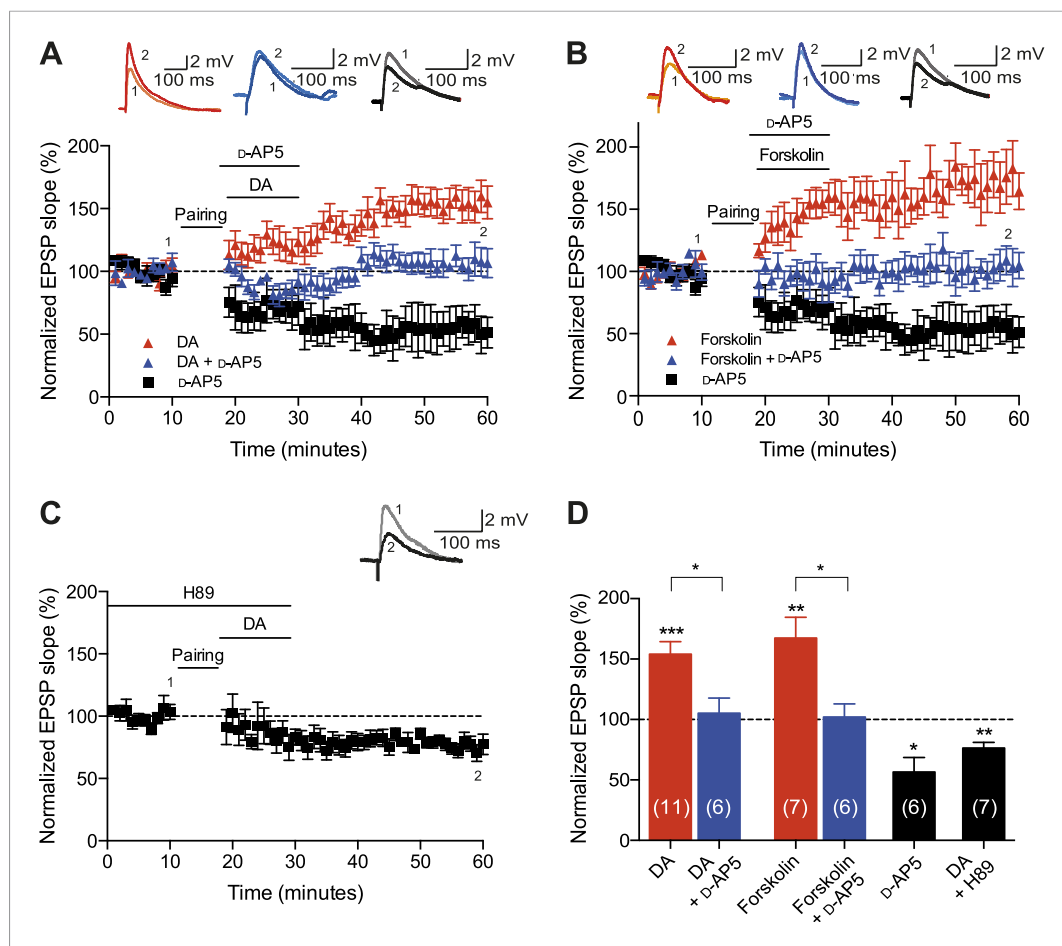 A
2
1
2 mV
100 ms
2
1
2 mV
100 ms
1
2
2 mV
100 ms
Normalized EPSP slope (%)
200
150
100
50
0
D-AP5
DA
Pairing
1
2
DA
DA + D-AP5
D-AP5
0 10 20 30 40 50 60
Time (minutes)
B
2
1
2 mV
100 ms
2
1
2 mV
100 ms
1
2
2 mV
100 ms
Normalized EPSP slope (%)
200
150
100
50
0
D-AP5
Forskolin
Pairing
1
2
Forskolin
Forskolin + D-AP5
D-AP5
0 10 20 30 40 50 60
Time (minutes)
C
1
2
2 mV
100 ms
Normalized EPSP slope (%)
200
150
100
50
0
H89
DA
Pairing
1
2
0 10 20 30 40 50 60
Time (minutes)
D
Normalized EPSP slope (%)
200
150
100
50
0
* *
*** ** * **
(11) (6) (7) (6) (6) (7)
DA
DA
+ D-AP5
Forskolin
Forskolin
+ D-AP5
D-AP5
DA
+ H89